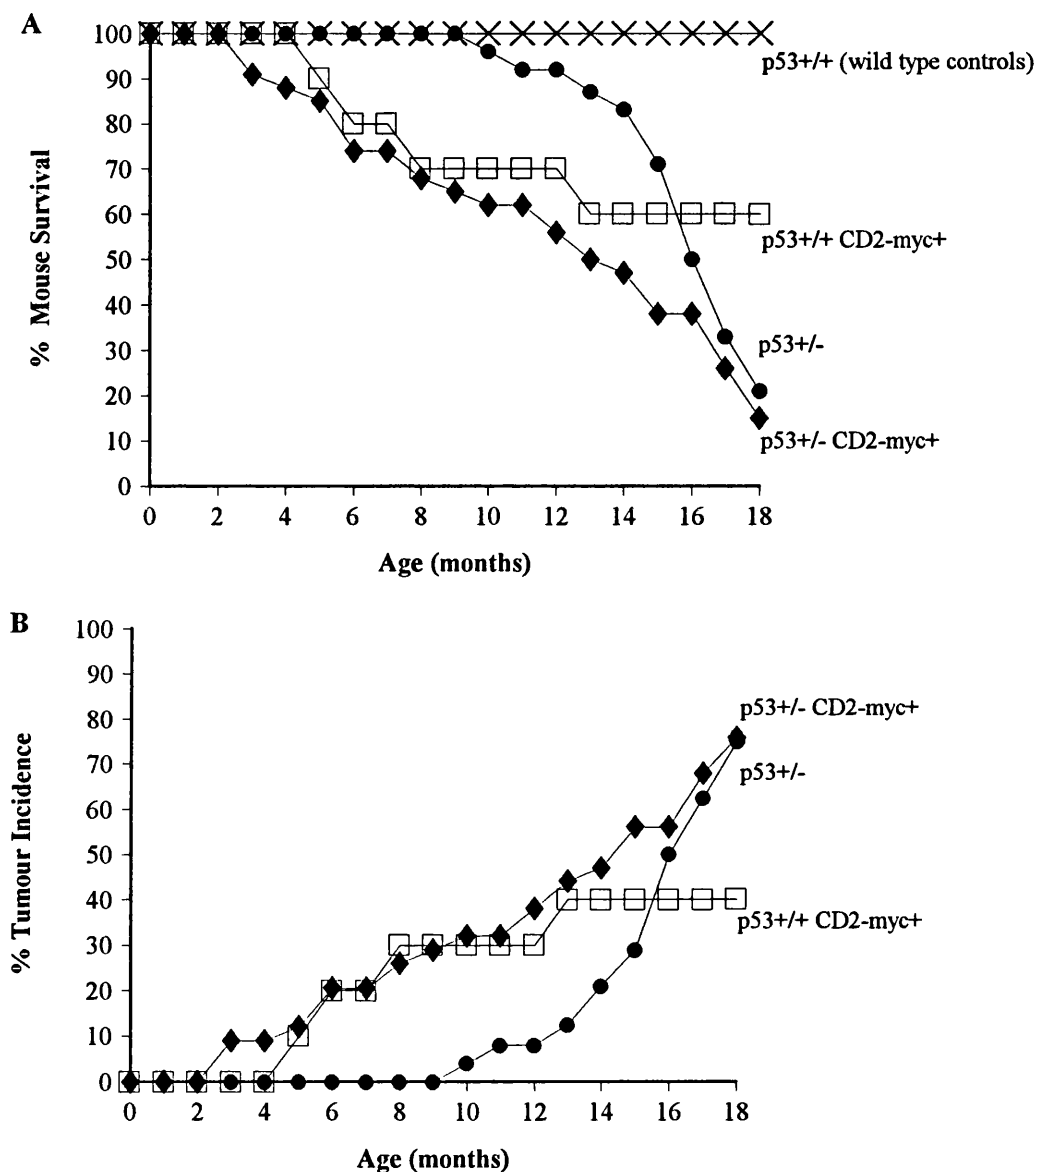 A
100
90
80
70
60
50
40
30
20
10
0
% Mouse Survival
p53+/+ (wild type controls)
p53+/+ CD2-myc+
p53+/-
p53+/- CD2-myc+
0 2 4 6 8 10 12 14 16 18
Age (months)
B
100
90
80
70
60
50
40
30
20
10
0
% Tumour Incidence
p53+/- CD2-myc+
p53+/-
p53+/+ CD2-myc+
0 2 4 6 8 10 12 14 16 18
Age (months)